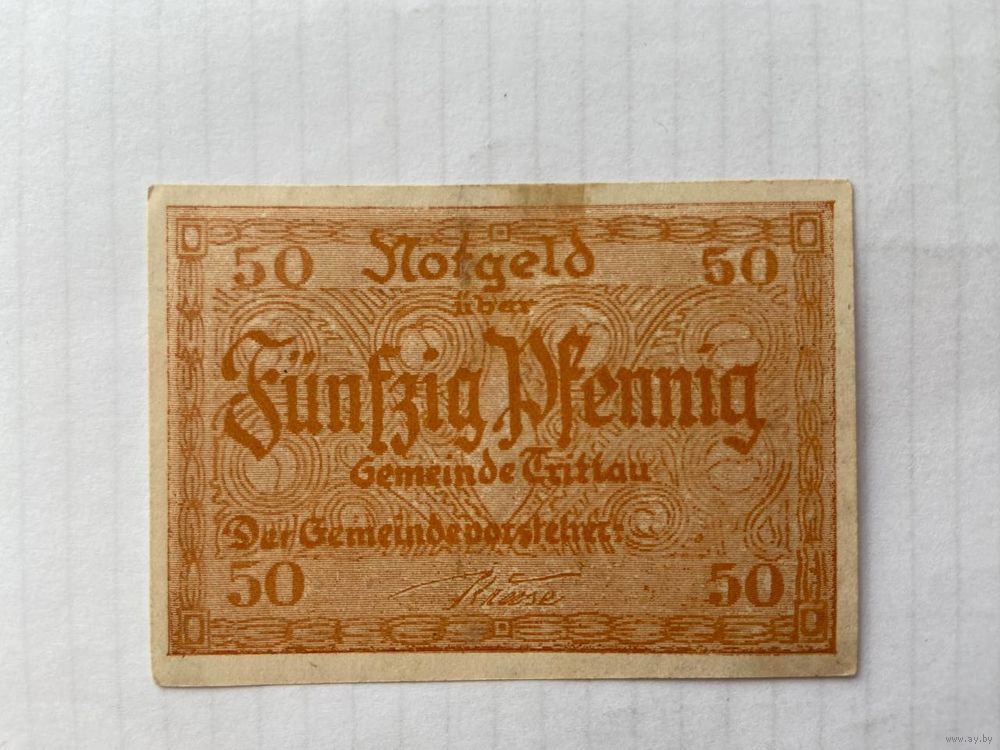 50 Notgeld 50
über
Fünfzig Pfennig
Gemeinde Trittau
Der Gemeindevorsteher:
50 50
www.ay.by